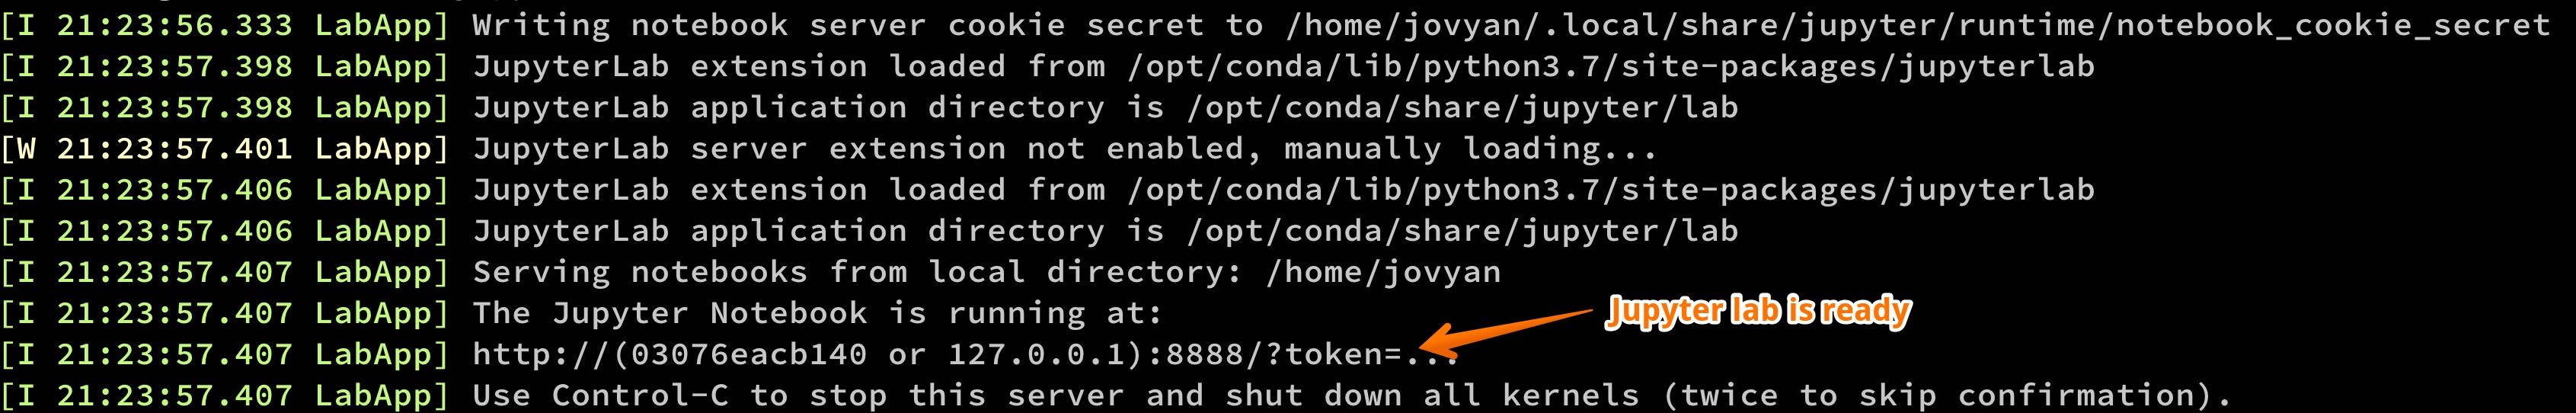 [I 21:23:56.333 LabApp] Writing notebook server cookie secret to /home/jovyan/.local/share/jupyter/runtime/notebook_cookie_secret
[I 21:23:57.398 LabApp] JupyterLab extension loaded from /opt/conda/lib/python3.7/site-packages/jupyterlab
[I 21:23:57.398 LabApp] JupyterLab application directory is /opt/conda/share/jupyter/lab
[W 21:23:57.401 LabApp] JupyterLab server extension not enabled, manually loading...
[I 21:23:57.406 LabApp] JupyterLab extension loaded from /opt/conda/lib/python3.7/site-packages/jupyterlab
[I 21:23:57.406 LabApp] JupyterLab application directory is /opt/conda/share/jupyter/lab
[I 21:23:57.407 LabApp] Serving notebooks from local directory: /home/jovyan
[I 21:23:57.407 LabApp] The Jupyter Notebook is running at:
Jupyter lab is ready
[I 21:23:57.407 LabApp] http://(03076eacb140 or 127.0.0.1):8888/?token=...
[I 21:23:57.407 LabApp] Use Control-C to stop this server and shut down all kernels (twice to skip confirmation).